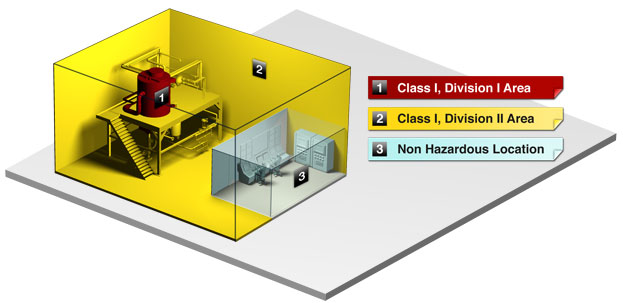 2
1
3
1 Class I, Division I Area
2 Class I, Division II Area
3 Non Hazardous Location